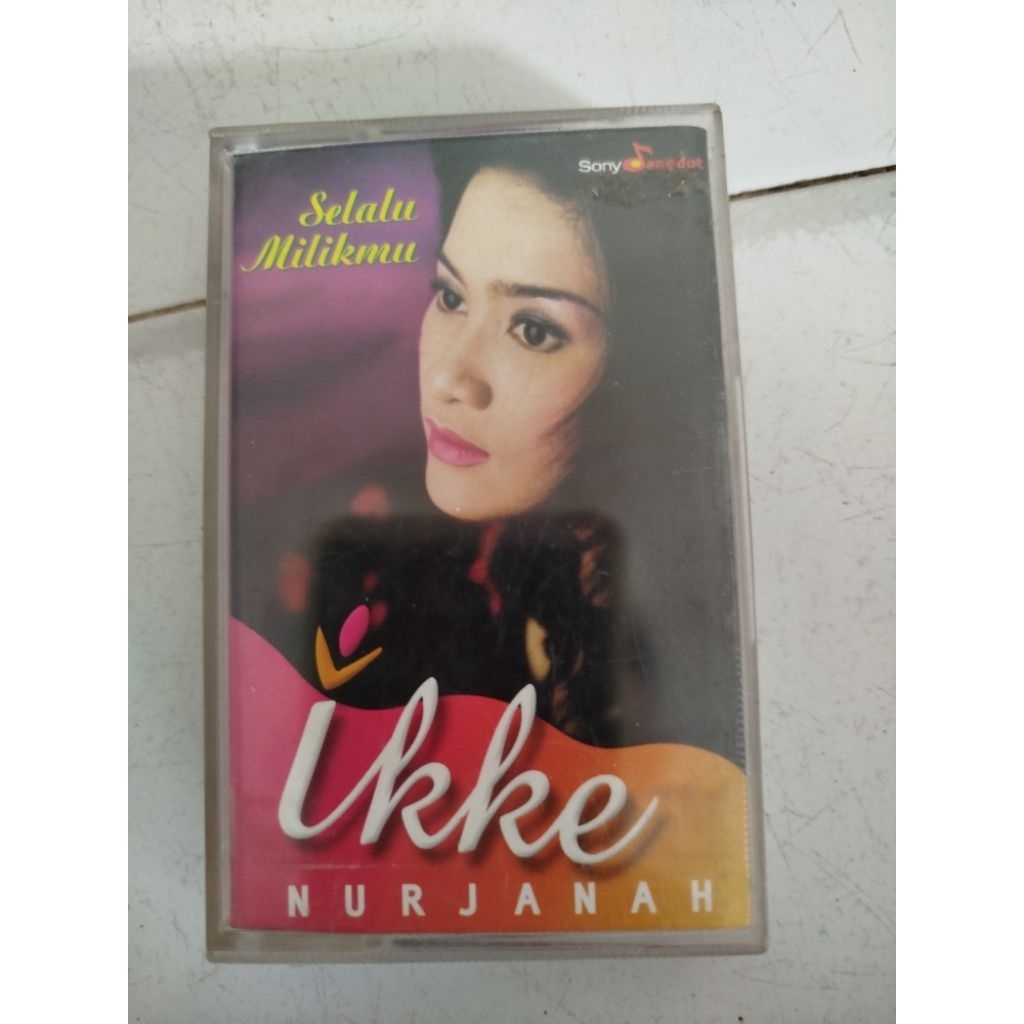 Sony Dangdut
Selalu
Milikmu
Ikke
NURJANAH